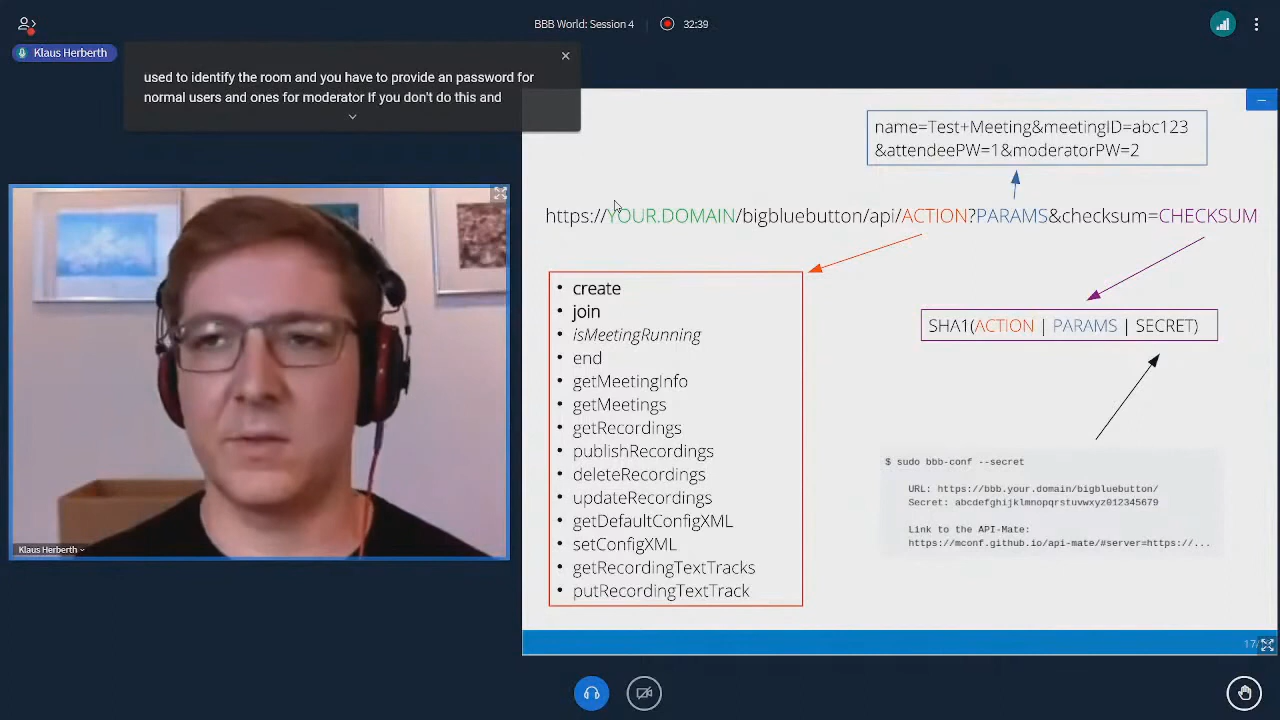 BBB World: Session 4
32:39
Klaus Herberth
used to identify the room and you have to provide an password for
normal users and ones for moderator If you don't do this and
Klaus Herberth
name=Test+Meeting&meetingID=abc123
&attendeePW=1&moderatorPW=2
https://YOUR.DOMAIN/bigbluebutton/api/ACTION?PARAMS&checksum=CHECKSUM
• create
• join
• isMeetingRunning
• end
• getMeetingInfo
• getMeetings
• getRecordings
• publishRecordings
• deleteRecordings
• updateRecordings
• getDefaultConfigXML
• setConfigXML
• getRecordingTextTracks
• putRecordingTextTrack
SHA1(ACTION | PARAMS | SECRET)
$ sudo bbb-conf --secret
URL: https://bbb.your.domain/bigbluebutton/
Secret: abcdefghijklmnopqrstuvwxyz012345679
Link to the API-Mate:
https://mconf.github.io/api-mate/#server=https://...
17/